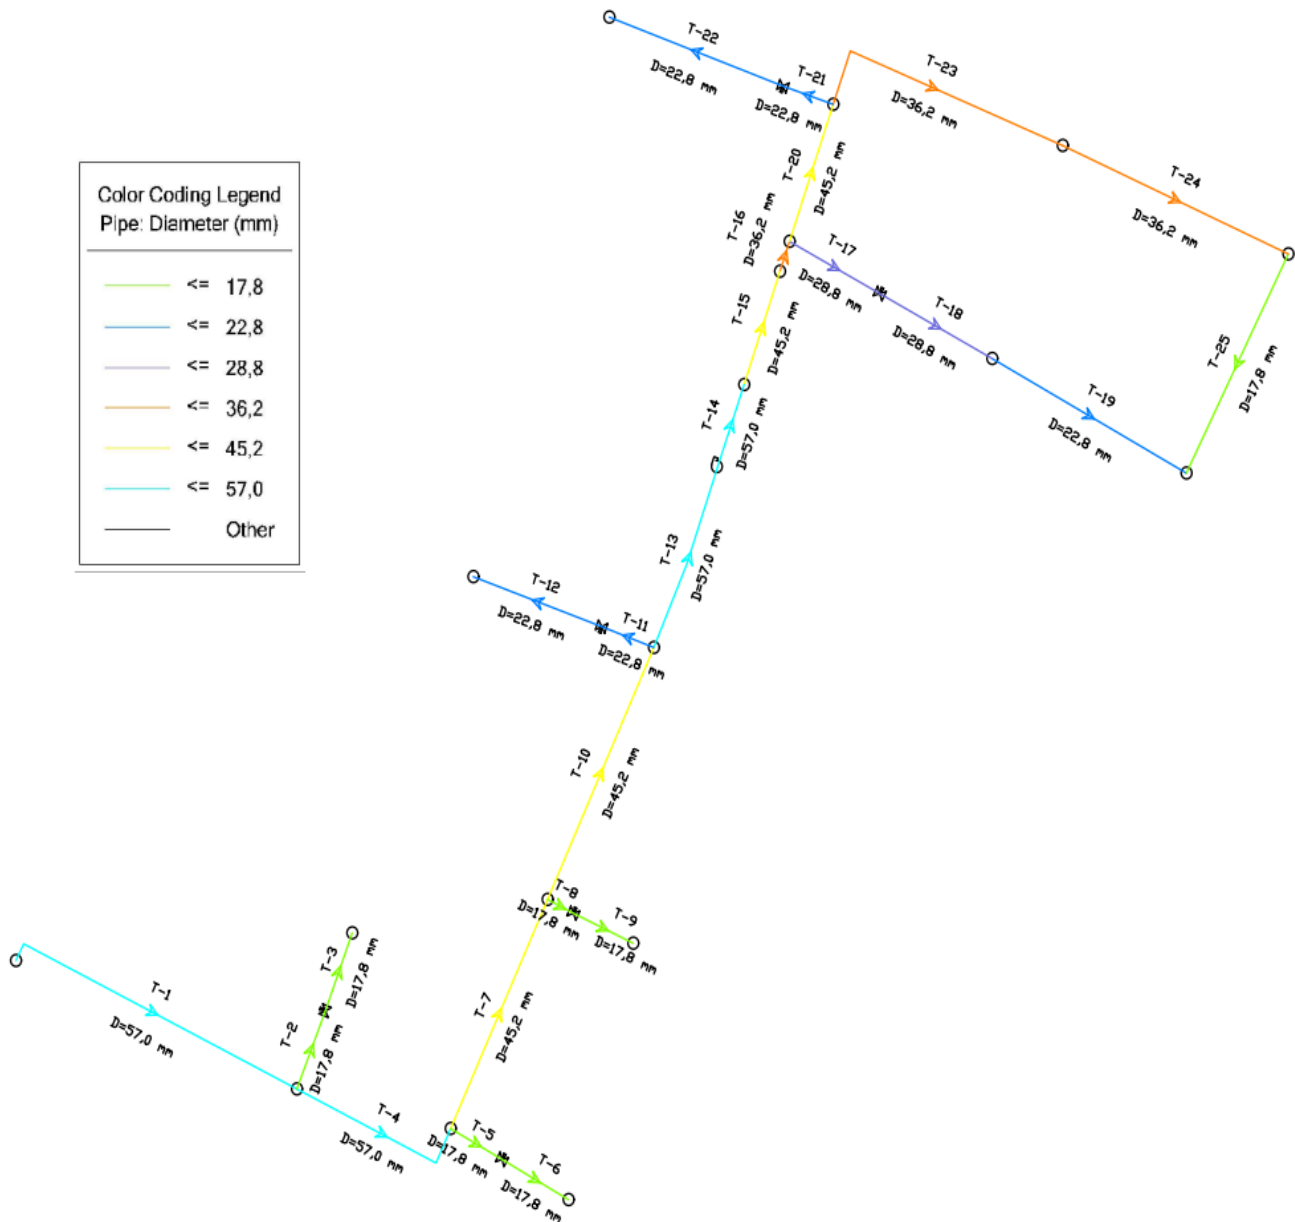 T-22
D=22,8 mm
T-21
D=22,8 mm
T-23
D=36,2 mm
T-24
D=36,2 mm
T-20
D=45,2 mm
T-16
D=36,2 mm
T-17
D=28,8 mm
T-18
D=28,8 mm
T-25
D=17,8 mm
T-19
D=22,8 mm
T-15
D=45,2 mm
T-14
D=57,0 mm
T-13
D=57,0 mm
T-12
D=22,8 mm
T-11
D=22,8 mm
T-10
D=45,2 mm
T-8
D=17,8 mm
T-9
D=17,8 mm
T-7
D=45,2 mm
T-3
D=17,8 mm
T-2
D=17,8 mm
T-1
D=57,0 mm
T-4
D=57,0 mm
T-5
D=17,8 mm
T-6
D=17,8 mm
Color Coding Legend
Pipe: Diameter (mm)
<= 17,8
<= 22,8
<= 28,8
<= 36,2
<= 45,2
<= 57,0
Other